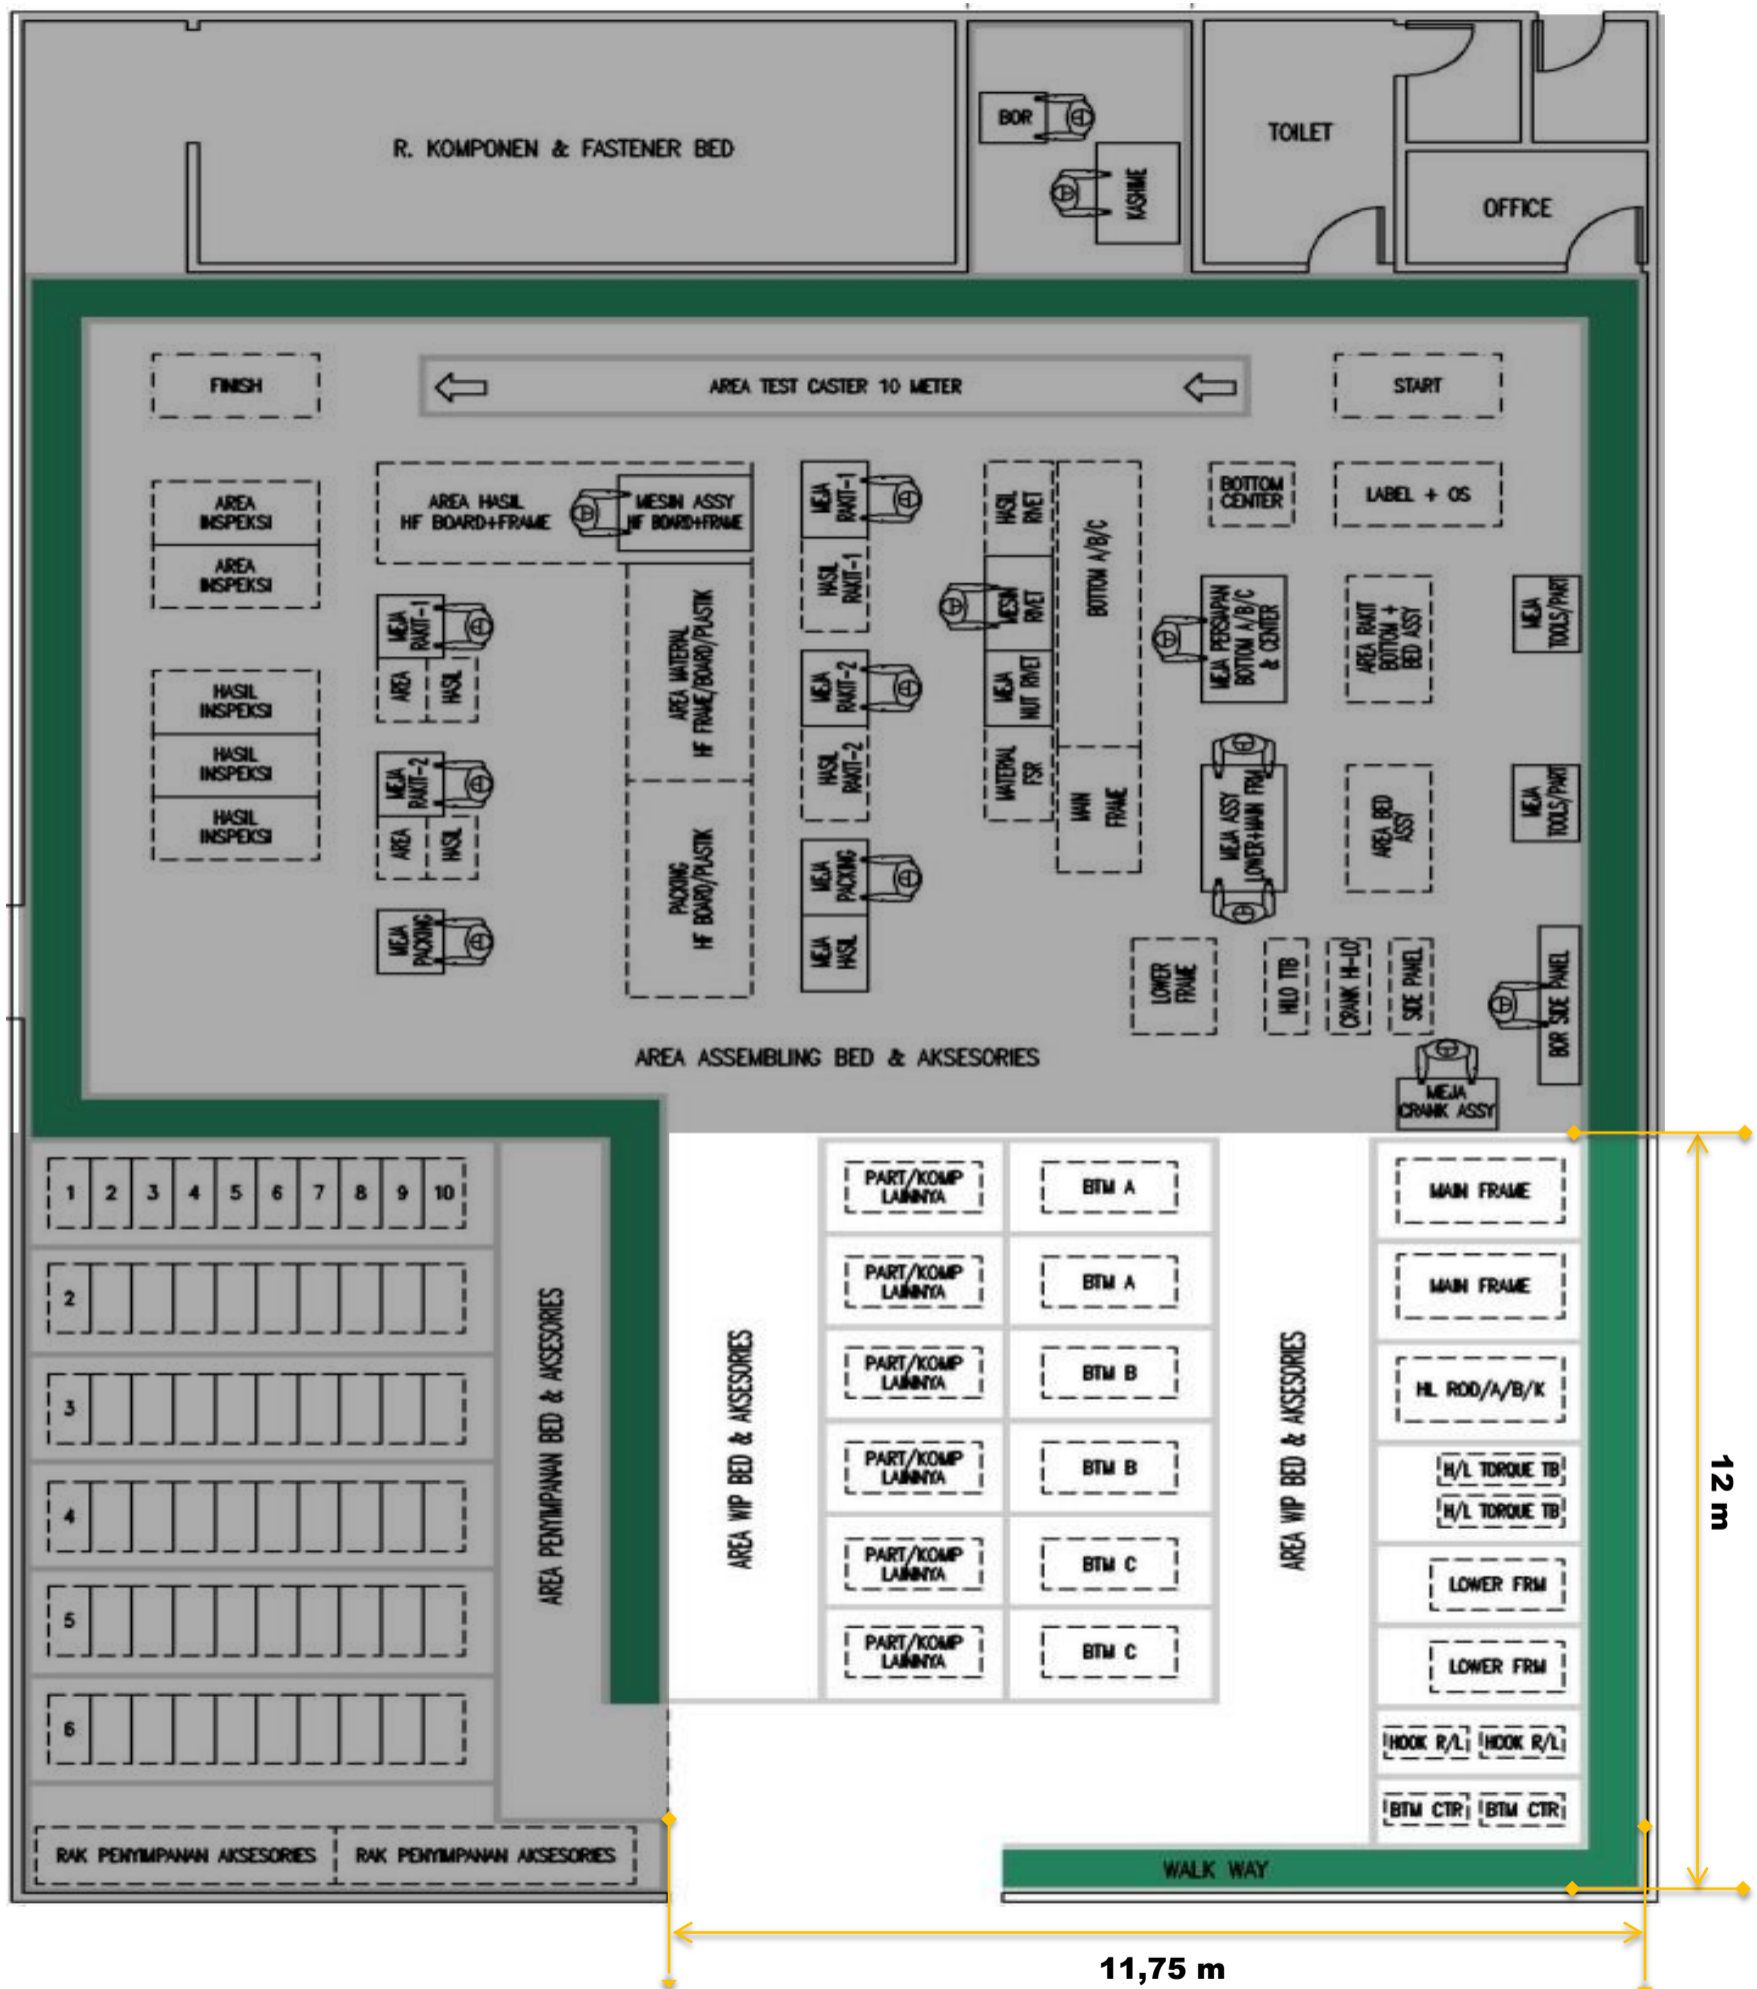 R. KOMPONEN & FASTENER BED
BOR
KASHIME
TOILET
OFFICE
FINISH
AREA TEST CASTER 10 METER
START
AREA
INSPEKSI
AREA
INSPEKSI
HASIL
INSPEKSI
HASIL
INSPEKSI
HASIL
INSPEKSI
AREA HASIL
HF BOARD+FRAME
MESIN ASSY
HF BOARD+FRAME
MEJA
RAKIT-1
AREA
HASIL
MEJA
RAKIT-2
AREA
HASIL
MEJA
PACKING
AREA MATERIAL
HF FRAME/BOARD/PLASTIK
PACKING
HF BOARD/PLASTIK
MEJA
RAKIT-1
HASIL
RAKIT-1
MEJA
RAKIT-2
HASIL
RAKIT-2
MEJA
PACKING
MEJA
HASIL
HASIL
RIVET
MESIN
RIVET
MEJA
NUT RIVET
MATERIAL
FSR
BOTTOM A/B/C
MAIN
FRAME
BOTTOM
CENTER
LABEL + OS
MEJA PERSIAPAN
BOTTOM A/B/C
& CENTER
AREA RAKIT
BOTTOM +
BED ASSY
MEJA
TOOLS/PART
MEJA ASSY
LOWER+MAIN FRM
AREA BED
ASSY
MEJA
TOOLS/PART
LOWER
FRAME
HILO TTB
CRANK HI-LO
SIDE PANEL
BOR SIDE PANEL
MEJA
CRANK ASSY
AREA ASSEMBLING BED & AKSESORIES
1 2 3 4 5 6 7 8 9 10
2
3
4
5
6
AREA PENYIMPANAN BED & AKSESORIES
RAK PENYIMPANAN AKSESORIES
RAK PENYIMPANAN AKSESORIES
AREA WIP BED & AKSESORIES
PART/KOMP
LAINNYA
BTM A
PART/KOMP
LAINNYA
BTM A
PART/KOMP
LAINNYA
BTM B
PART/KOMP
LAINNYA
BTM B
PART/KOMP
LAINNYA
BTM C
PART/KOMP
LAINNYA
BTM C
AREA WIP BED & AKSESORIES
MAIN FRAME
MAIN FRAME
HL ROD/A/B/K
H/L TORQUE TB
H/L TORQUE TB
LOWER FRM
LOWER FRM
HOOK R/L
HOOK R/L
BTM CTR
BTM CTR
WALK WAY
12 m
11,75 m